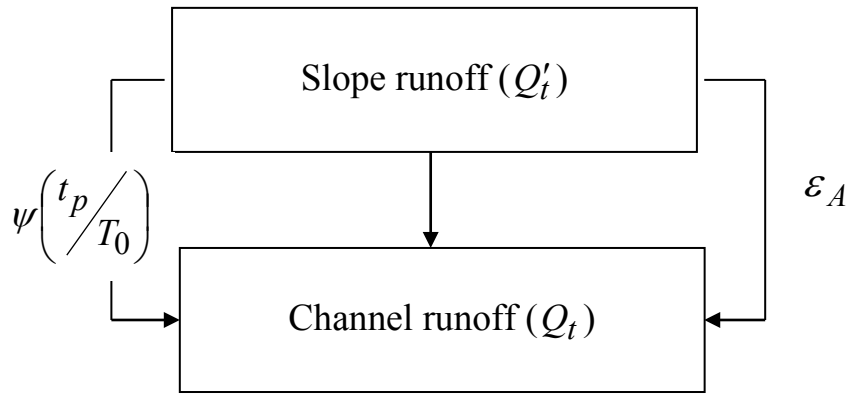 Slope runoff (Q′t)
ψ(tp/T0)
εA
Channel runoff (Qt)